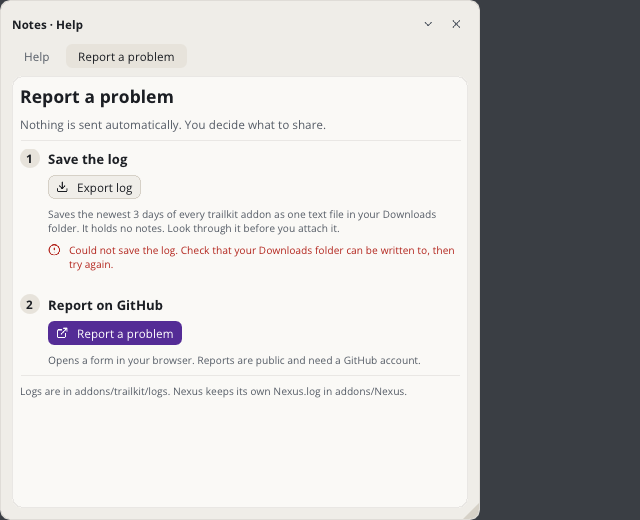 Notes · Help
Help
Report a problem
Report a problem
Nothing is sent automatically. You decide what to share.
1 Save the log
Export log
Saves the newest 3 days of every trailkit addon as one text file in your Downloads
folder. It holds no notes. Look through it before you attach it.
Could not save the log. Check that your Downloads folder can be written to, then
try again.
2 Report on GitHub
Report a problem
Opens a form in your browser. Reports are public and need a GitHub account.
Logs are in addons/trailkit/logs. Nexus keeps its own Nexus.log in addons/Nexus.